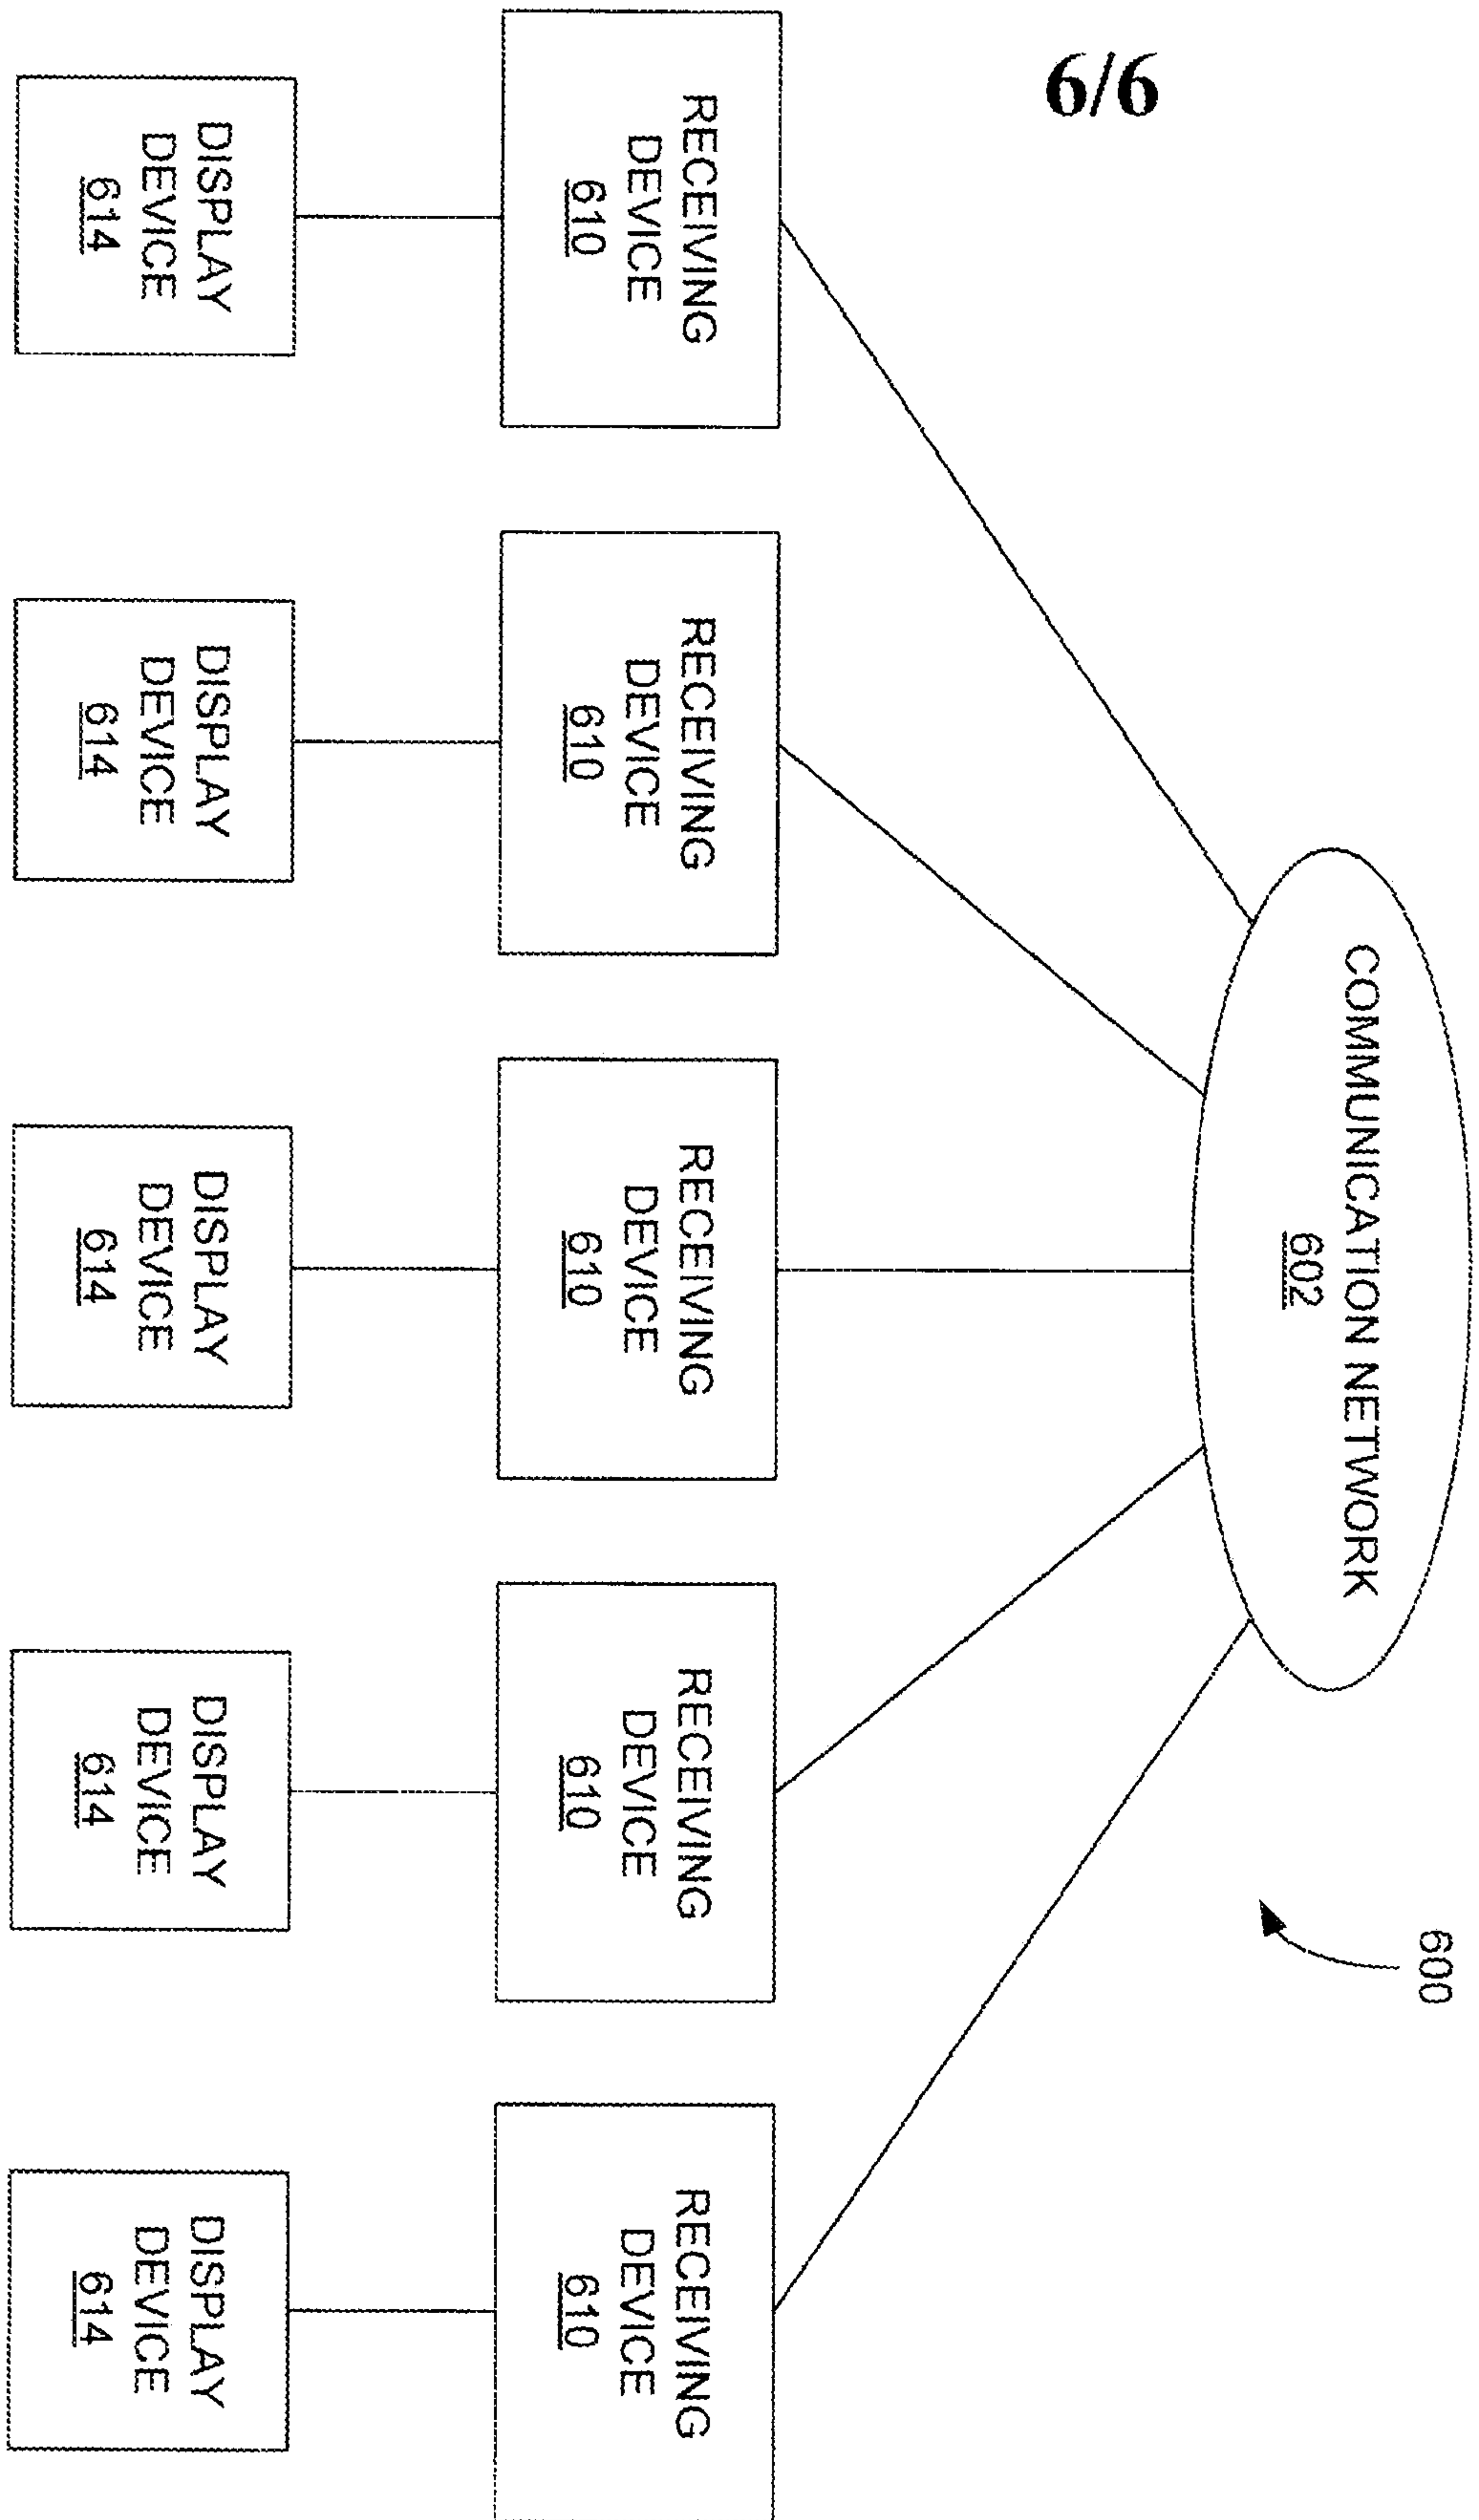 6/6
600
COMMUNICATION NETWORK
602
RECEIVING
DEVICE
610
RECEIVING
DEVICE
610
RECEIVING
DEVICE
610
RECEIVING
DEVICE
610
RECEIVING
DEVICE
610
DISPLAY
DEVICE
614
DISPLAY
DEVICE
614
DISPLAY
DEVICE
614
DISPLAY
DEVICE
614
DISPLAY
DEVICE
614